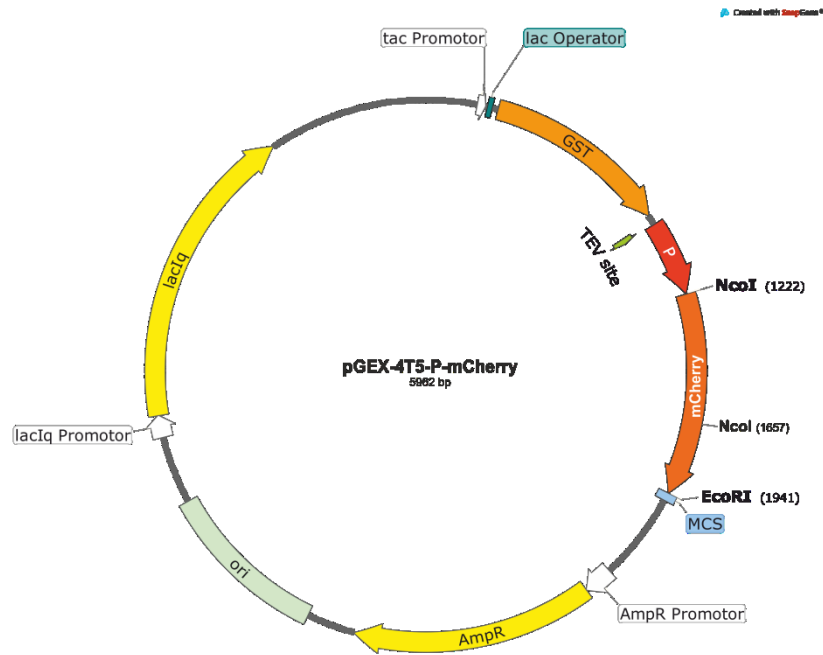 Created with SnapGene®
tac Promotor
lac Operator
GST
TEV site
P
NcoI (1222)
lacIq
pGEX-4T5-P-mCherry
5962 bp
mCherry
NcoI (1657)
lacIq Promotor
EcoRI (1941)
MCS
ori
AmpR Promotor
AmpR